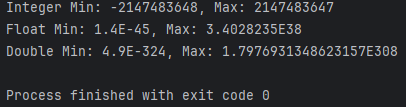 Integer Min: -2147483648, Max: 2147483647
Float Min: 1.4E-45, Max: 3.4028235E38
Double Min: 4.9E-324, Max: 1.7976931348623157E308
Process finished with exit code 0